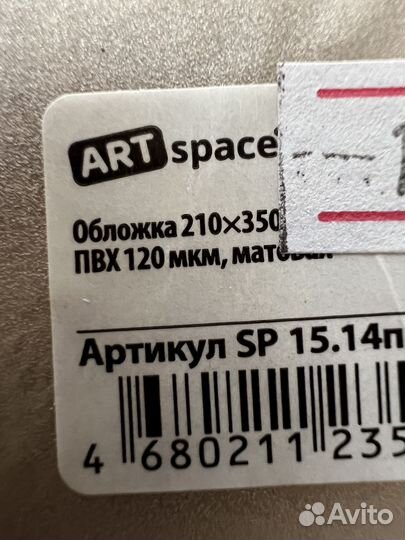 ART space
Обложка 210×350
ПВХ 120 мкм, матовая
Артикул SP 15.14п
4 680211 235
Avito